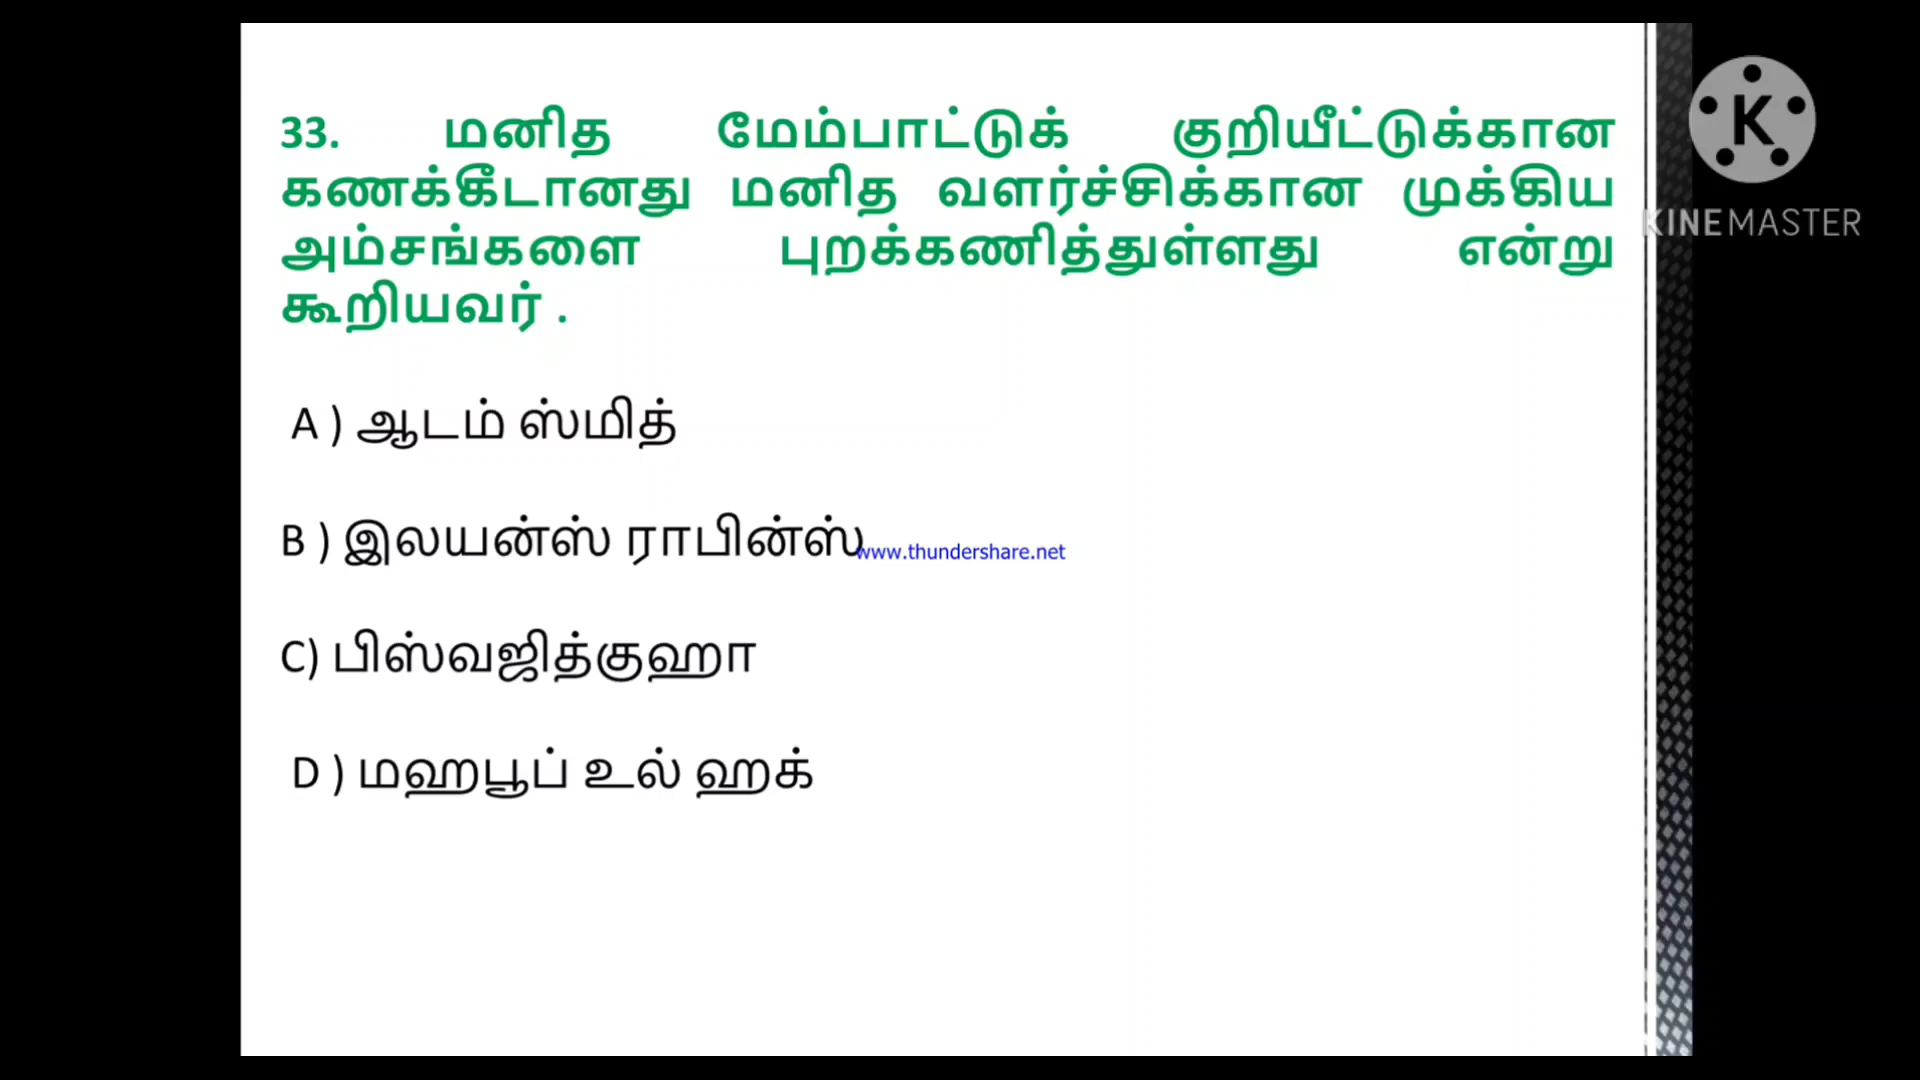 33. மனித மேம்பாட்டுக் குறியீட்டுக்கான
கணக்கீடானது மனித வளர்ச்சிக்கான முக்கிய
அம்சங்களை புறக்கணித்துள்ளது என்று
கூறியவர் .
A ) ஆடம் ஸ்மித்
B ) இலயன்ஸ் ராபின்ஸ்
www.thundershare.net
C) பிஸ்வஜித்குஹா
D ) மஹபூப் உல் ஹக்
K
KINEMASTER